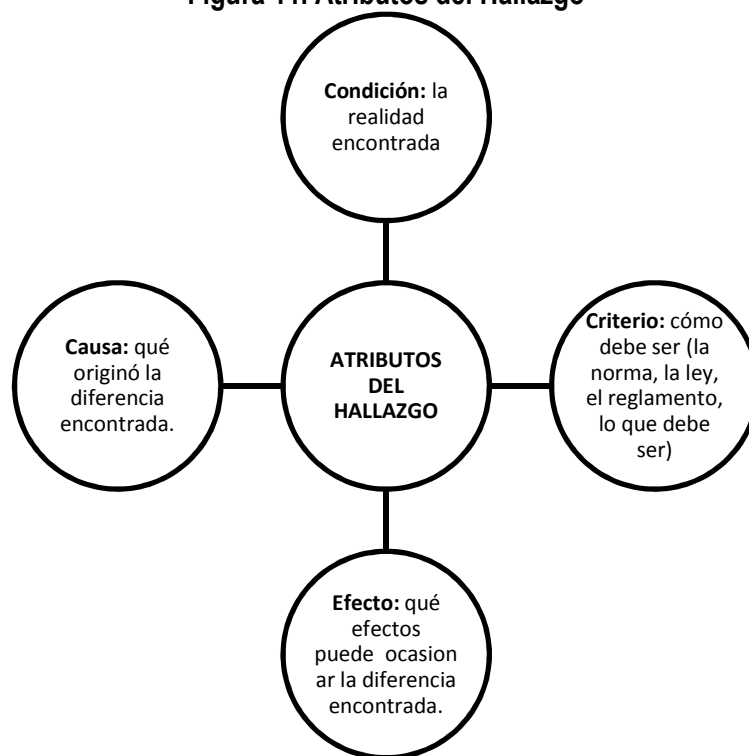 Figura Atributos del Hallazgo
Condición: la
realidad
encontrada
Causa: qué
originó la
diferencia
encontrada.
ATRIBUTOS
DEL
HALLAZGO
Criterio: cómo
debe ser (la
norma, la ley,
el reglamento,
lo que debe
ser)
Efecto: qué
efectos
puede ocasion
ar la diferencia
encontrada.